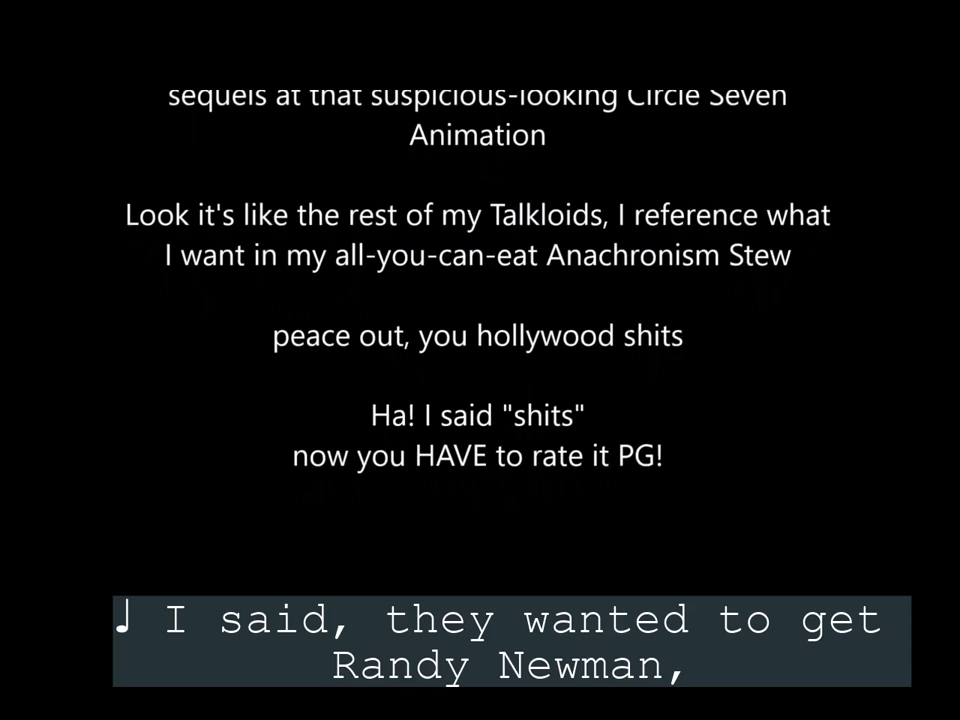 sequels at that suspicious-looking Circle Seven
Animation
Look it's like the rest of my Talkloids, I reference what
I want in my all-you-can-eat Anachronism Stew
peace out, you hollywood shits
Ha! I said "shits"
now you HAVE to rate it PG!
♩ I said, they wanted to get
Randy Newman,